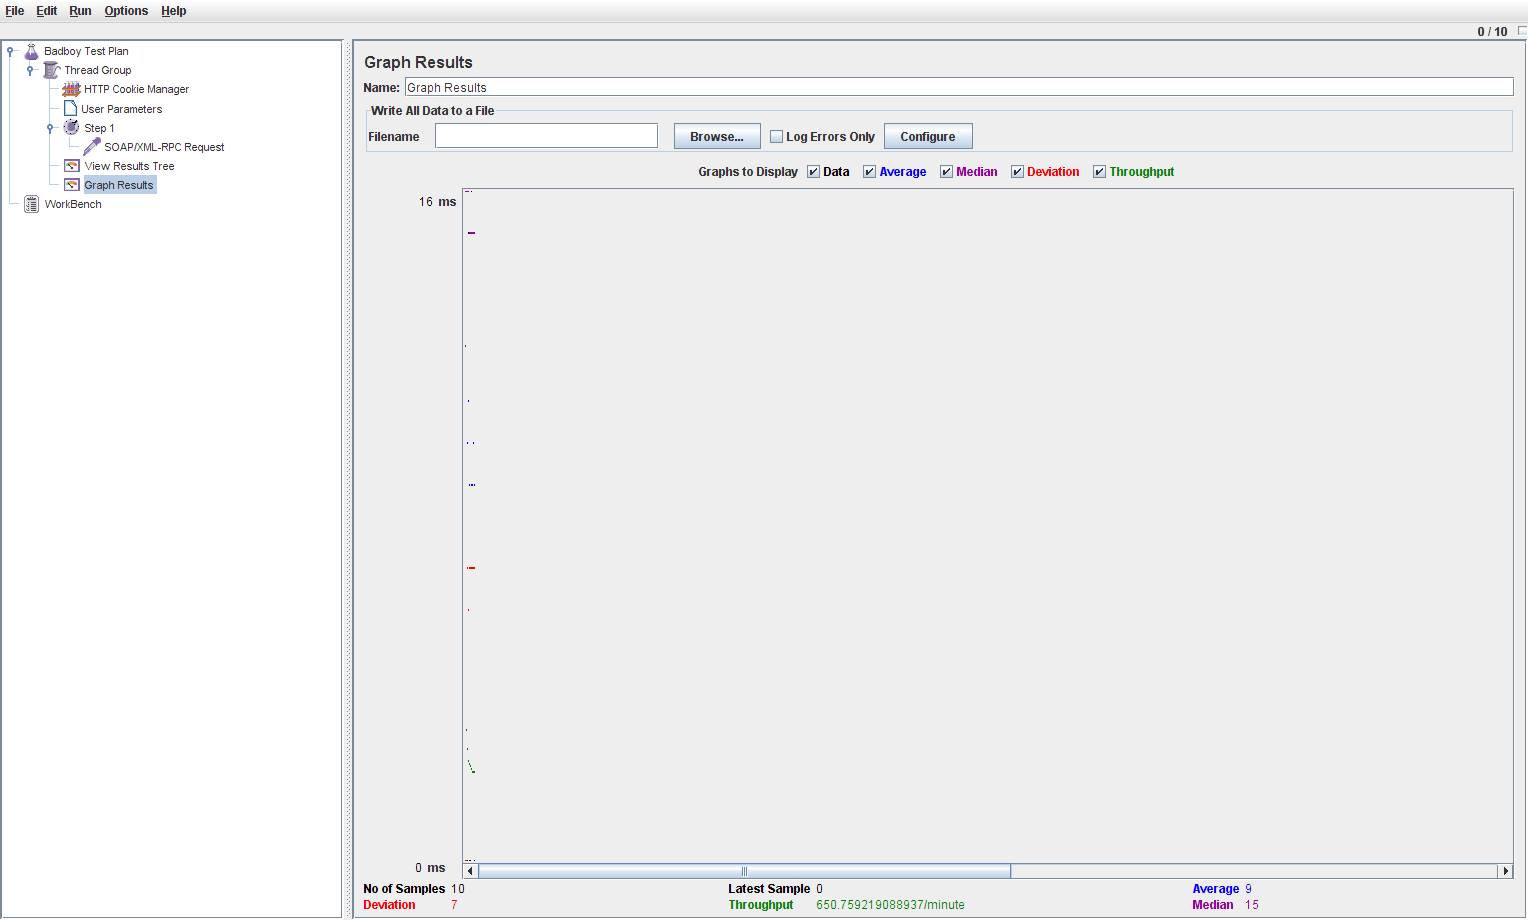 File Edit Run Options Help
0 / 10
Badboy Test Plan
Thread Group
HTTP Cookie Manager
User Parameters
Step 1
SOAP/XML-RPC Request
View Results Tree
Graph Results
WorkBench
Graph Results
Name: Graph Results
Write All Data to a File
Filename Browse... Log Errors Only Configure
Graphs to Display Data Average Median Deviation Throughput
16 ms
0 ms
No of Samples 10 Latest Sample 0 Average 9
Deviation 7 Throughput 650.759219088937/minute Median 15